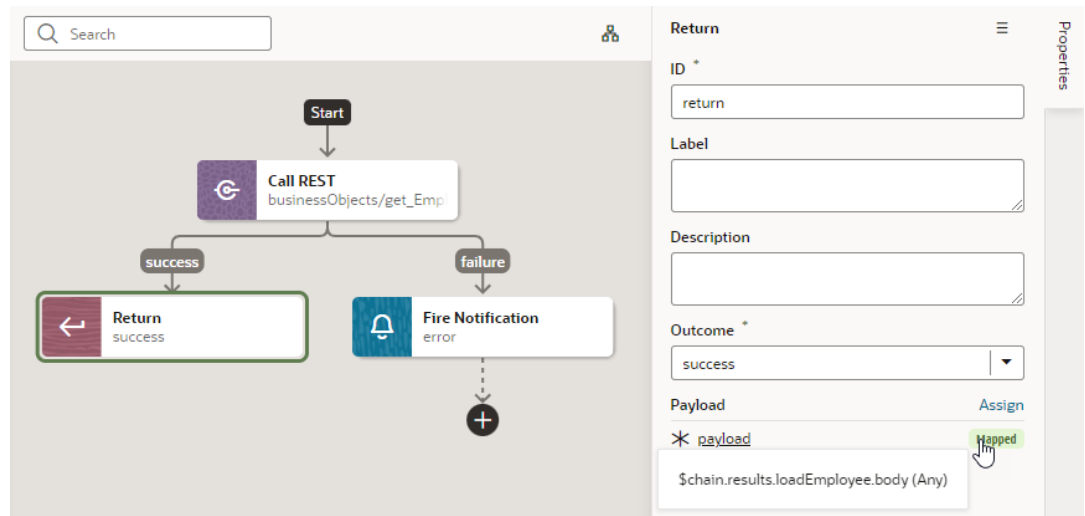 Search
Start
Call REST
businessObjects/get_Emp
success
failure
Return
success
Fire Notification
error
Return
ID *
return
Label
Description
Outcome *
success
Payload
Assign
payload
Mapped
$chain.results.loadEmployee.body (Any)
Properties